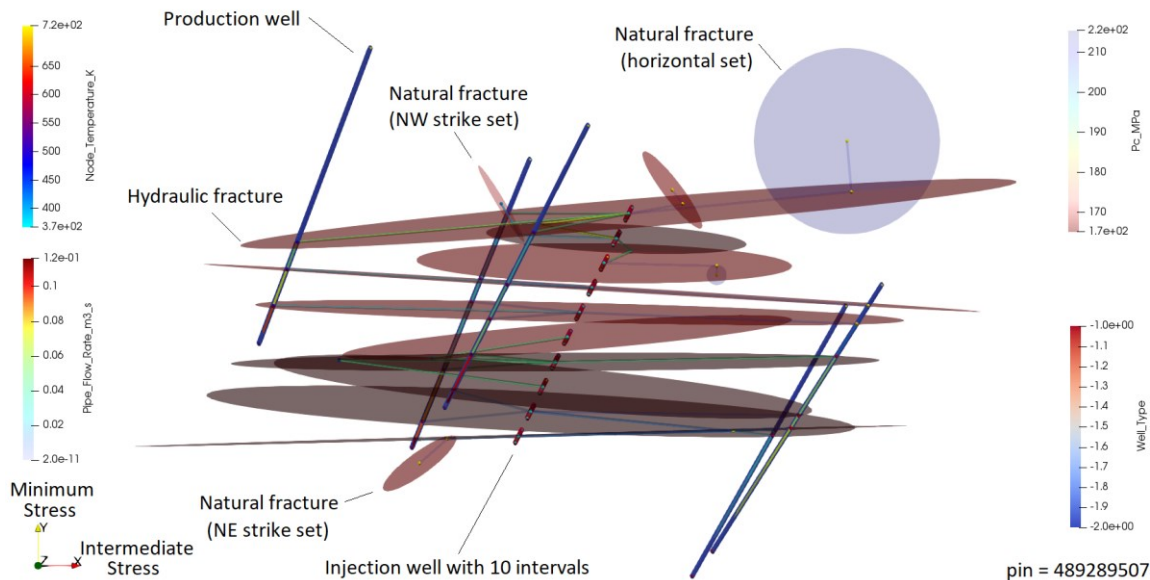 7.2e+02
650
600
550
500
450
400
3.7e+02
Node_Temperature_K
1.2e-01
0.08
0.06
0.04
0.02
2.0e-11
Pipe_Flow_Rate_m3_s
Production well
Natural fracture
(NW strike set)
Hydraulic fracture
Natural fracture
(horizontal set)
2.2e+02
210
200
190
180
1.7e+02
170
Pc_MPa
-1.0e+00
-1.1
-1.2
-1.3
-1.4
-1.5
-1.6
-1.7
-1.8
-1.9
-2.0e+00
Well_Type
Natural fracture
(NE strike set)
Injection well with 10 intervals
Minimum
Stress
Y
Z
X
Intermediate
Stress
pin = 489289507